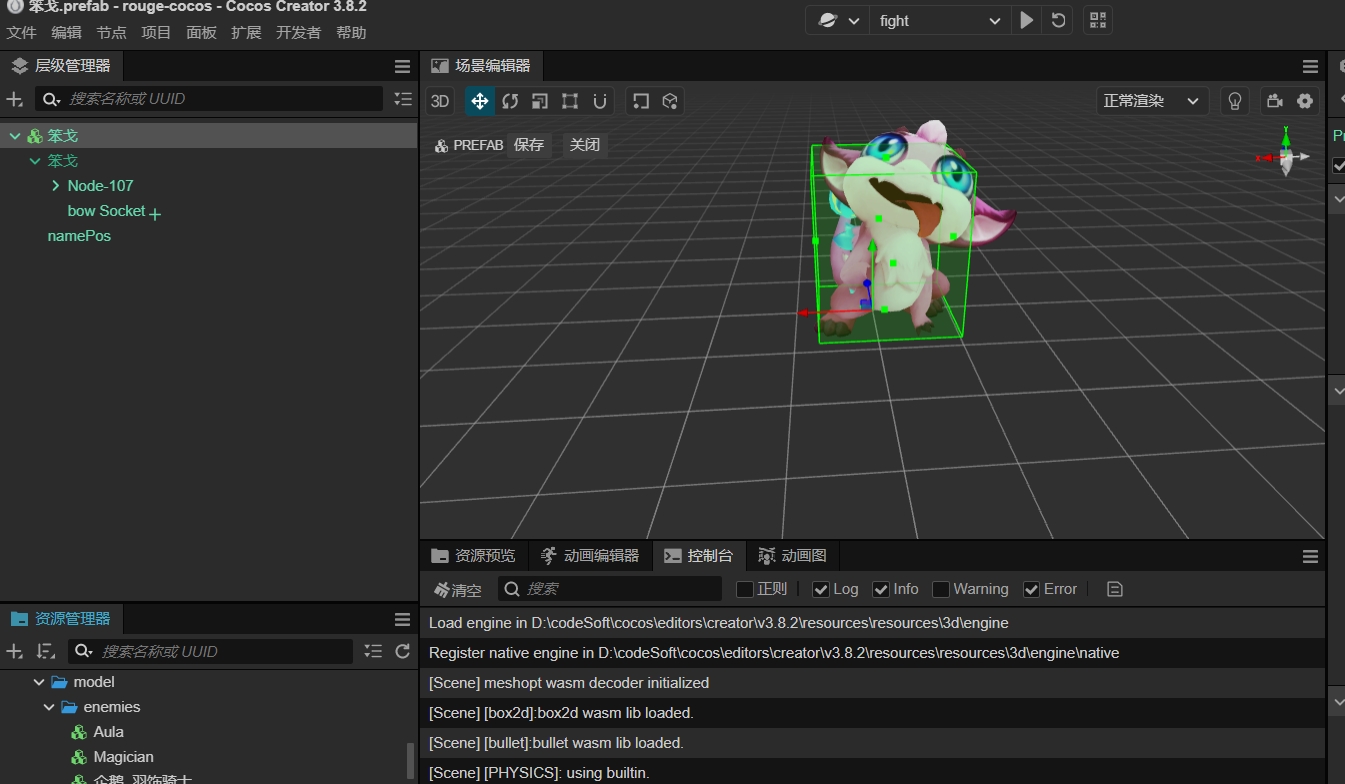 笨戈.prefab - rouge-cocos - Cocos Creator 3.8.2
文件 编辑 节点 项目 面板 扩展 开发者 帮助
fight
层级管理器
搜索名称或 UUID
笨戈
笨戈
Node-107
bow Socket
namePos
场景编辑器
3D
正常渲染
PREFAB 保存 关闭
Y
X
Pr
资源预览 动画编辑器 控制台 动画图
清空 搜索 正则 Log Info Warning Error
Load engine in D:\codeSoft\cocos\editors\creator\v3.8.2\resources\resources\3d\engine
Register native engine in D:\codeSoft\cocos\editors\creator\v3.8.2\resources\resources\3d\engine\native
[Scene] meshopt wasm decoder initialized
[Scene] [box2d]:box2d wasm lib loaded.
[Scene] [bullet]:bullet wasm lib loaded.
[Scene] [PHYSICS]: using builtin.
资源管理器
搜索名称或 UUID
model
enemies
Aula
Magician
企鹅_羽饰骑士